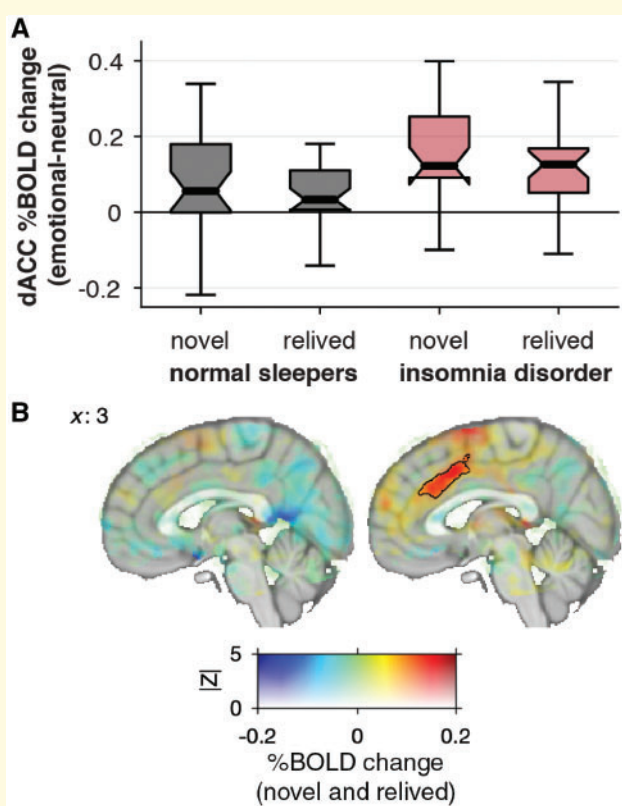 A
dACC %BOLD change
(emotional-neutral)
0.4
0.2
0
-0.2
novel relived novel relived
normal sleepers insomnia disorder
B x: 3
|Z|
5
0
-0.2 0 0.2
%BOLD change
(novel and relived)